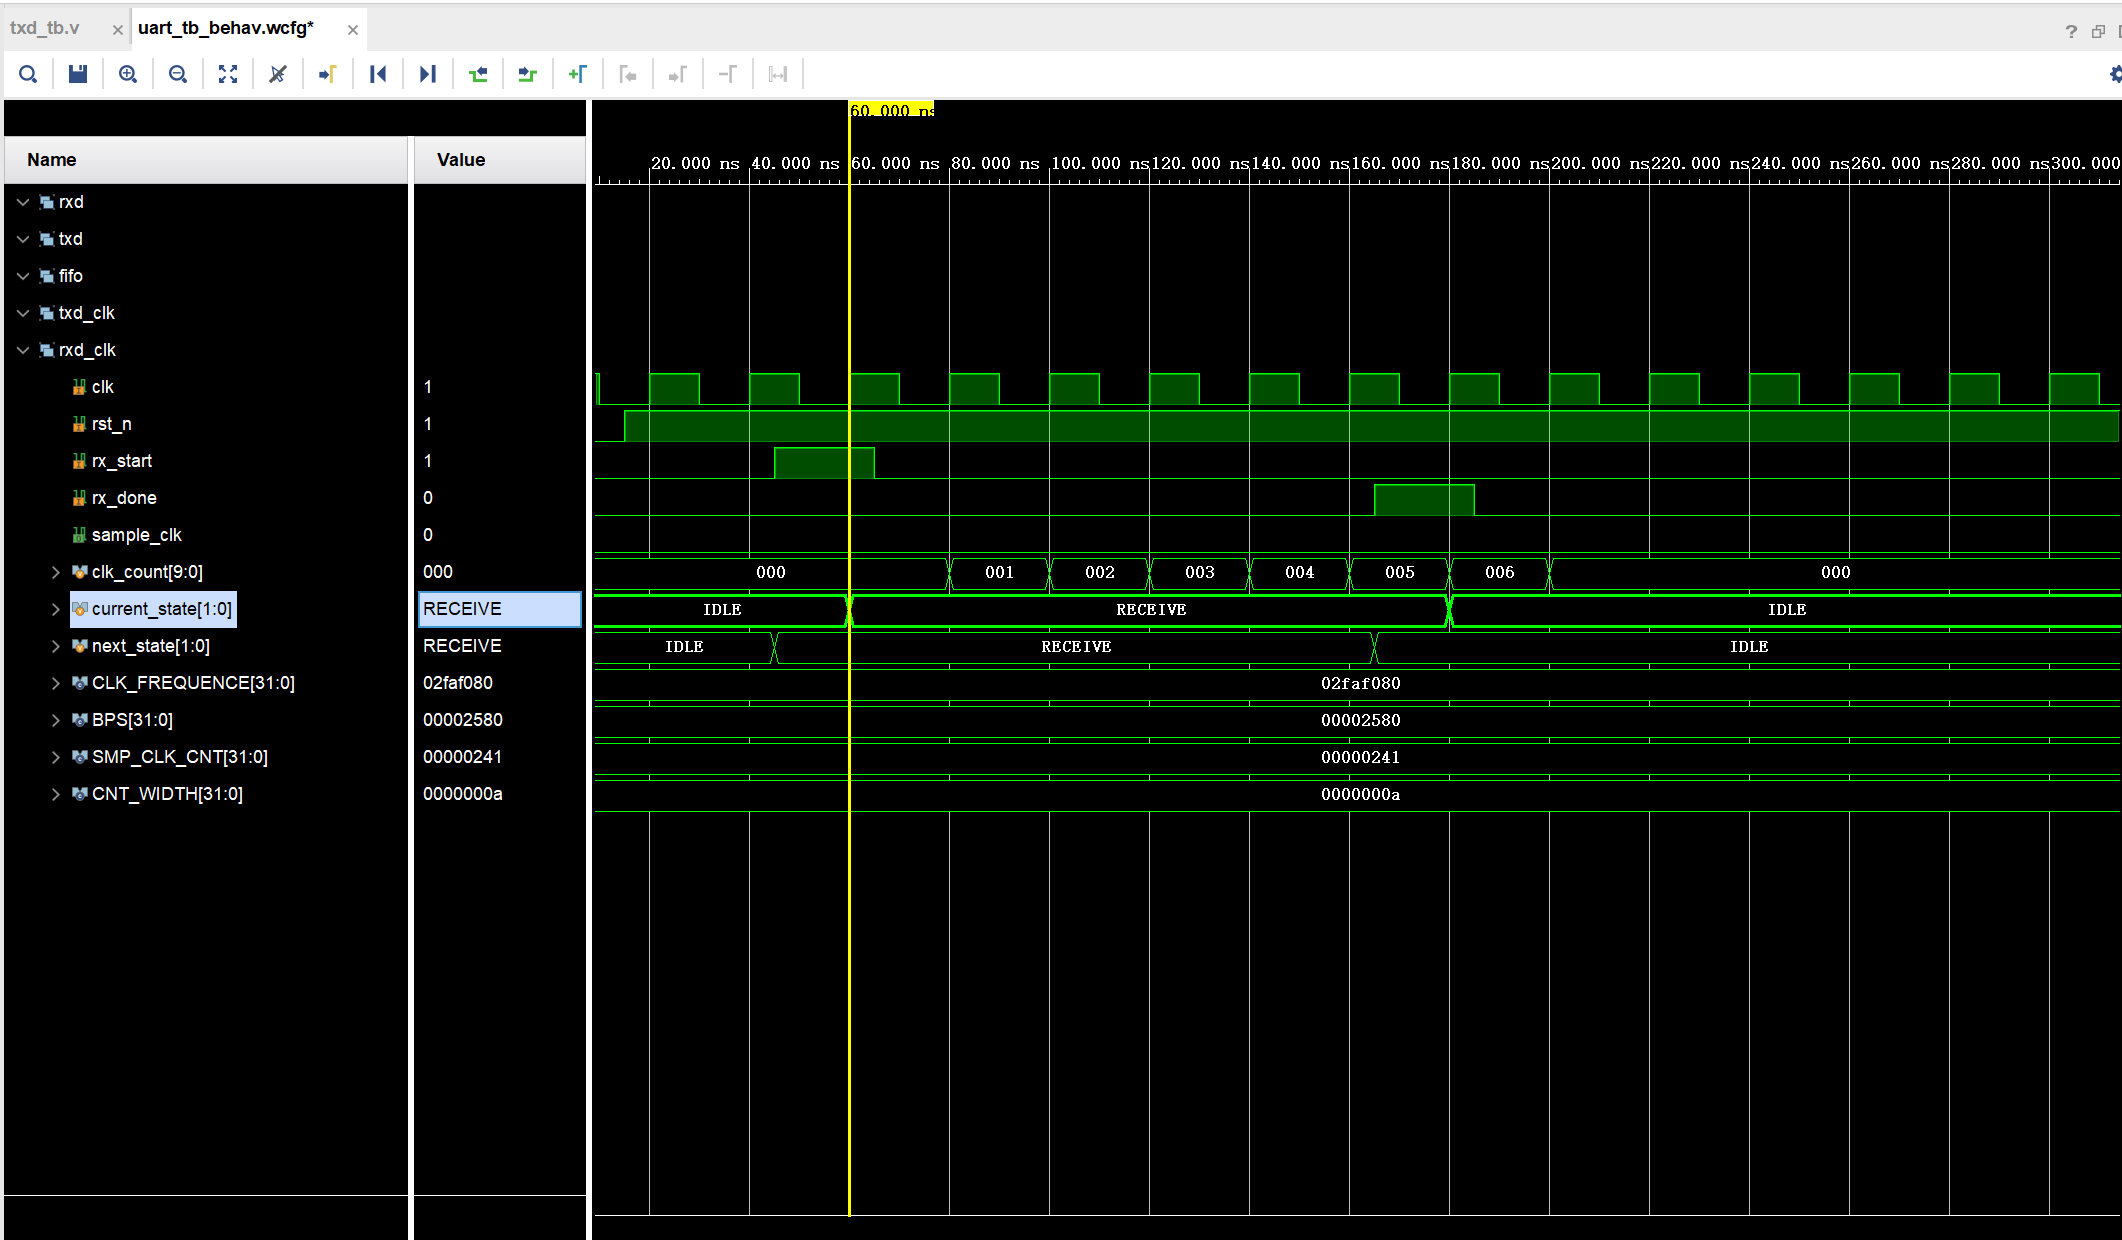 txd_tb.v uart_tb_behav.wcfg*
60.000 ns
Name Value
20.000 ns 40.000 ns 60.000 ns 80.000 ns 100.000 ns 120.000 ns 140.000 ns 160.000 ns 180.000 ns 200.000 ns 220.000 ns 240.000 ns 260.000 ns 280.000 ns 300.000
rxd
txd
fifo
txd_clk
rxd_clk
clk 1
rst_n 1
rx_start 1
rx_done 0
sample_clk 0
clk_count[9:0] 000 000 001 002 003 004 005 006 000
current_state[1:0] RECEIVE IDLE RECEIVE IDLE
next_state[1:0] RECEIVE IDLE RECEIVE IDLE
CLK_FREQUENCE[31:0] 02faf080 02faf080
BPS[31:0] 00002580 00002580
SMP_CLK_CNT[31:0] 00000241 00000241
CNT_WIDTH[31:0] 0000000a 0000000a